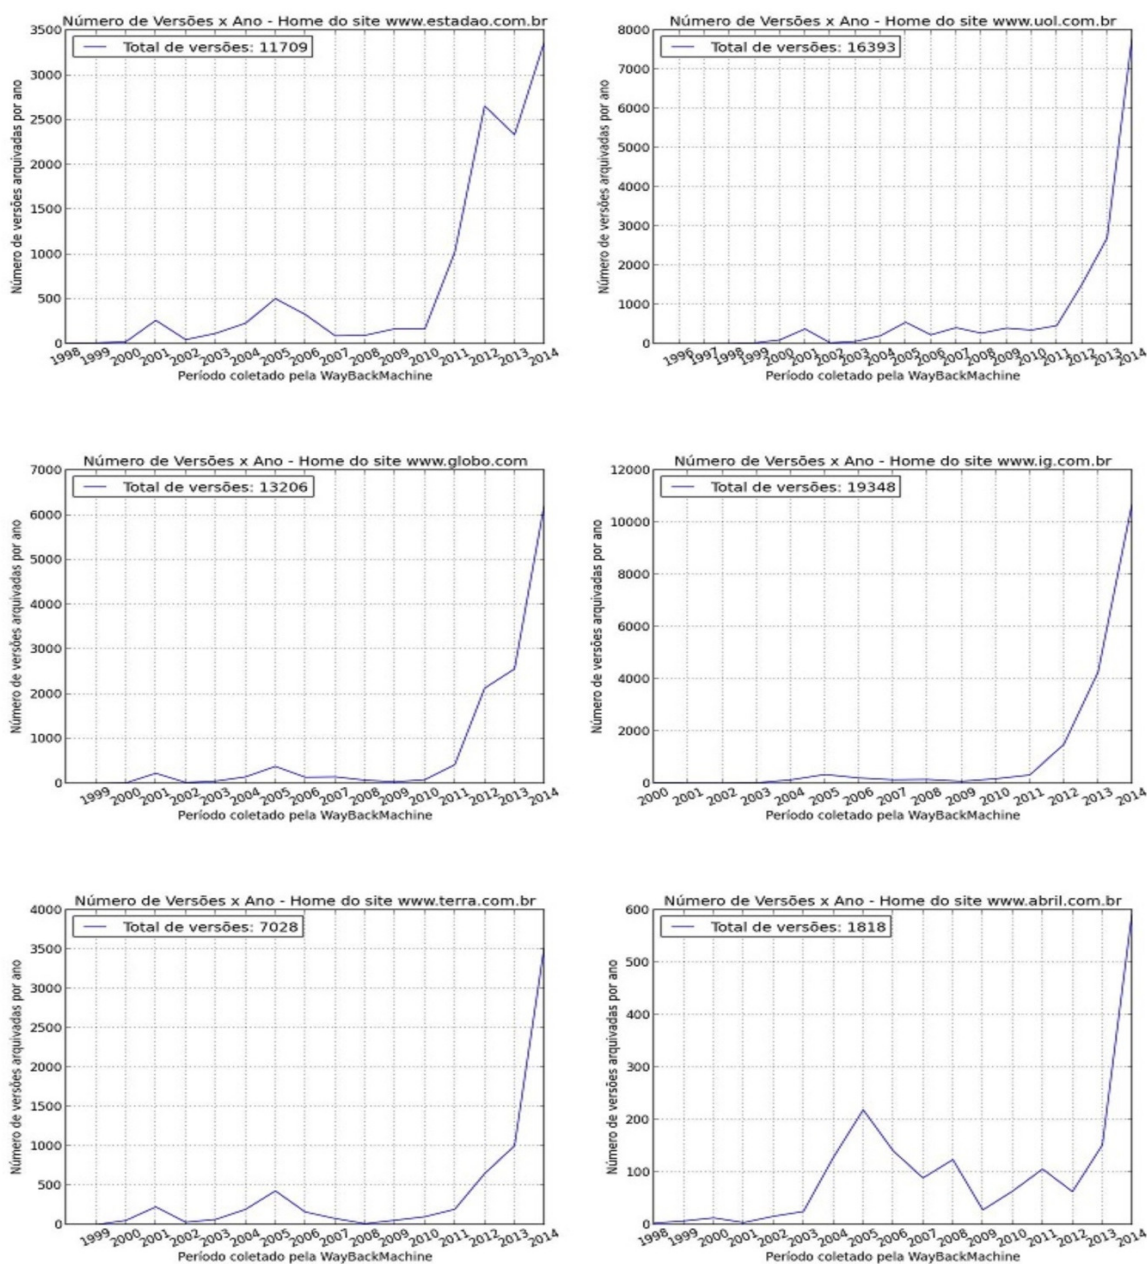 Número de Versões x Ano - Home do site www.estadao.com.br
Total de versões: 11709
Número de versões arquivadas por ano
3500
3000
2500
2000
1500
1000
500
0
1998 1999 2000 2001 2002 2003 2004 2005 2006 2007 2008 2009 2010 2011 2012 2013 2014
Período coletado pela WayBackMachine
Número de Versões x Ano - Home do site www.uol.com.br
Total de versões: 16393
Número de versões arquivadas por ano
8000
7000
6000
5000
4000
3000
2000
1000
0
1996 1997 1998 1999 2000 2001 2002 2003 2004 2005 2006 2007 2008 2009 2010 2011 2012 2013 2014
Período coletado pela WayBackMachine
Número de Versões x Ano - Home do site www.globo.com
Total de versões: 13206
Número de versões arquivadas por ano
7000
6000
5000
4000
3000
2000
1000
0
1999 2000 2001 2002 2003 2004 2005 2006 2007 2008 2009 2010 2011 2012 2013 2014
Período coletado pela WayBackMachine
Número de Versões x Ano - Home do site www.ig.com.br
Total de versões: 19348
Número de versões arquivadas por ano
12000
10000
8000
6000
4000
2000
0
2000 2001 2002 2003 2004 2005 2006 2007 2008 2009 2010 2011 2012 2013 2014
Período coletado pela WayBackMachine
Número de Versões x Ano - Home do site www.terra.com.br
Total de versões: 7028
Número de versões arquivadas por ano
4000
3500
3000
2500
2000
1500
1000
500
0
1999 2000 2001 2002 2003 2004 2005 2006 2007 2008 2009 2010 2011 2012 2013 2014
Período coletado pela WayBackMachine
Número de Versões x Ano - Home do site www.abril.com.br
Total de versões: 1818
Número de versões arquivadas por ano
600
500
400
300
200
100
0
1998 1999 2000 2001 2002 2003 2004 2005 2006 2007 2008 2009 2010 2011 2012 2013 2014
Período coletado pela WayBackMachine